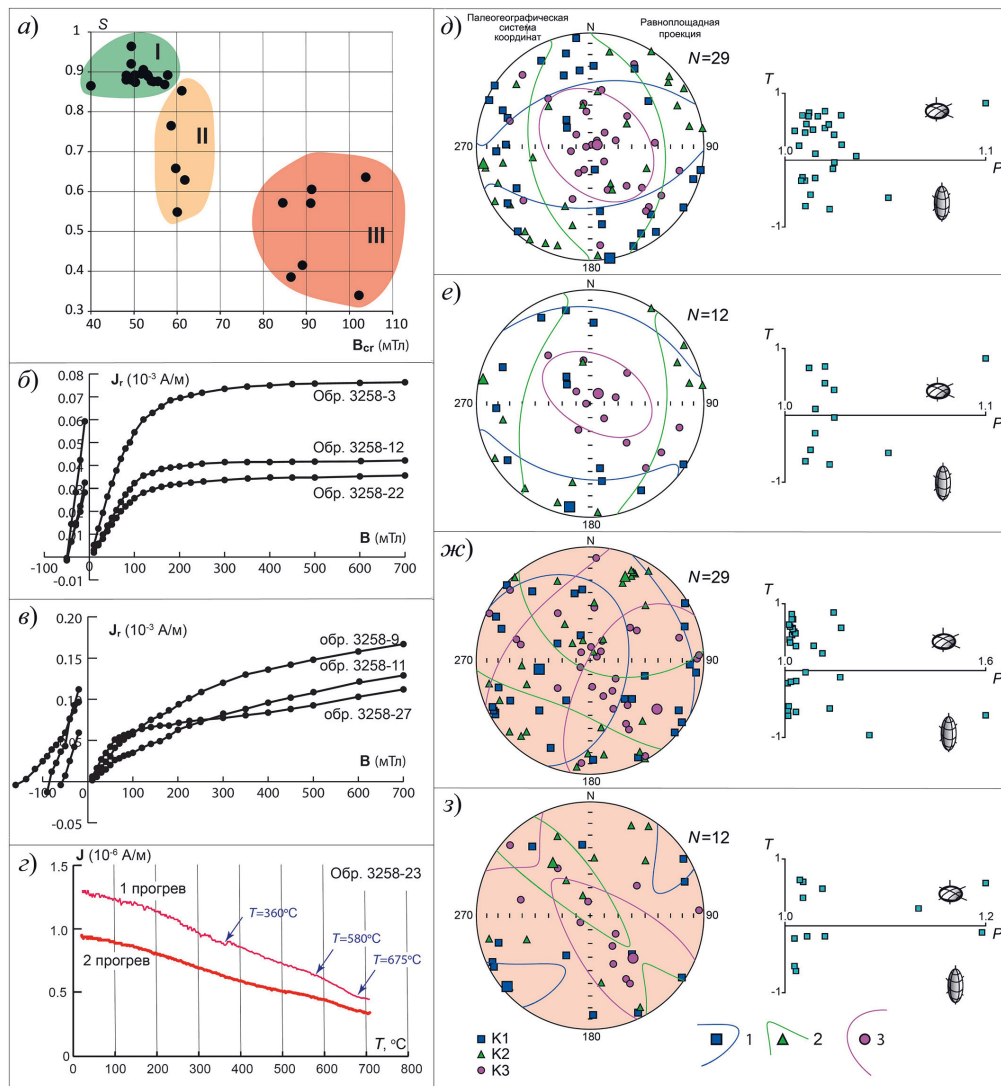 а)
S
1
0.9
0.8
0.7
0.6
0.5
0.4
0.3
I
II
III
40 50 60 70 80 90 100 110
Bcr (мТл)
б)
Jr (10-3 А/м)
0.08
0.07
0.06
0.05
0.04
0.03
0.02
0.01
-0.01
Обр. 3258-3
Обр. 3258-12
Обр. 3258-22
B (мТл)
-100 0 100 200 300 400 500 600 700
в)
Jr (10-3 А/м)
0.20
0.15
0.10
-0.05
обр. 3258-9
обр. 3258-11
обр. 3258-27
B (мТл)
-100 0 100 200 300 400 500 600 700
г)
J (10-6 А/м)
1.5
1.0
0.5
0
Обр. 3258-23
1 прогрев
2 прогрев
T=360°C
T=580°C
T=675°C
0 100 200 300 400 500 600 700 800
T, °C
д)
Палеогеографическая система координат
Равноплощадная проекция
N
N=29
270
90
180
T
1
1.0
1.1
-1
P
е)
N
N=12
270
90
180
T
1
1.0
1.1
P
-1
ж)
N
N=29
270
90
180
T
1
1.0
1.6
P
-1
з)
N
N=12
270
90
180
T
1
1.0
1.2
P
-1
K1
K2
K3
1 2 3